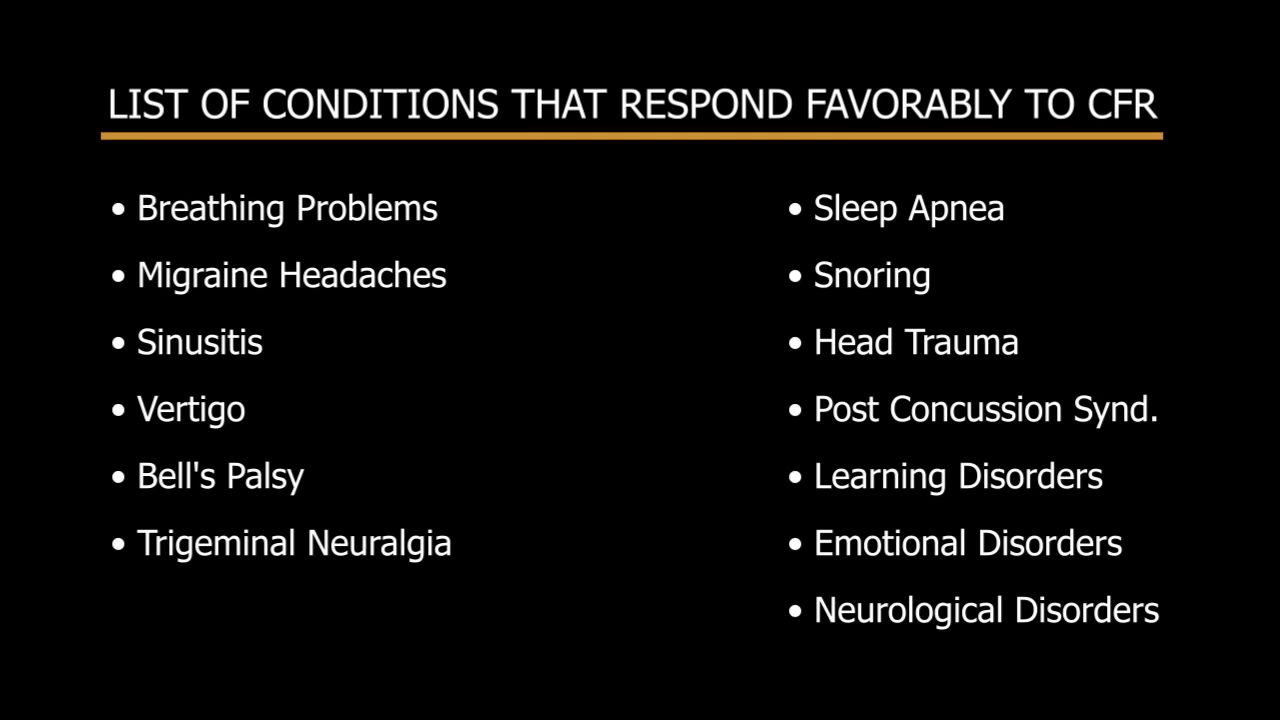 LIST OF CONDITIONS THAT RESPOND FAVORABLY TO CFR
• Breathing Problems
• Migraine Headaches
• Sinusitis
• Vertigo
• Bell's Palsy
• Trigeminal Neuralgia
• Sleep Apnea
• Snoring
• Head Trauma
• Post Concussion Synd.
• Learning Disorders
• Emotional Disorders
• Neurological Disorders